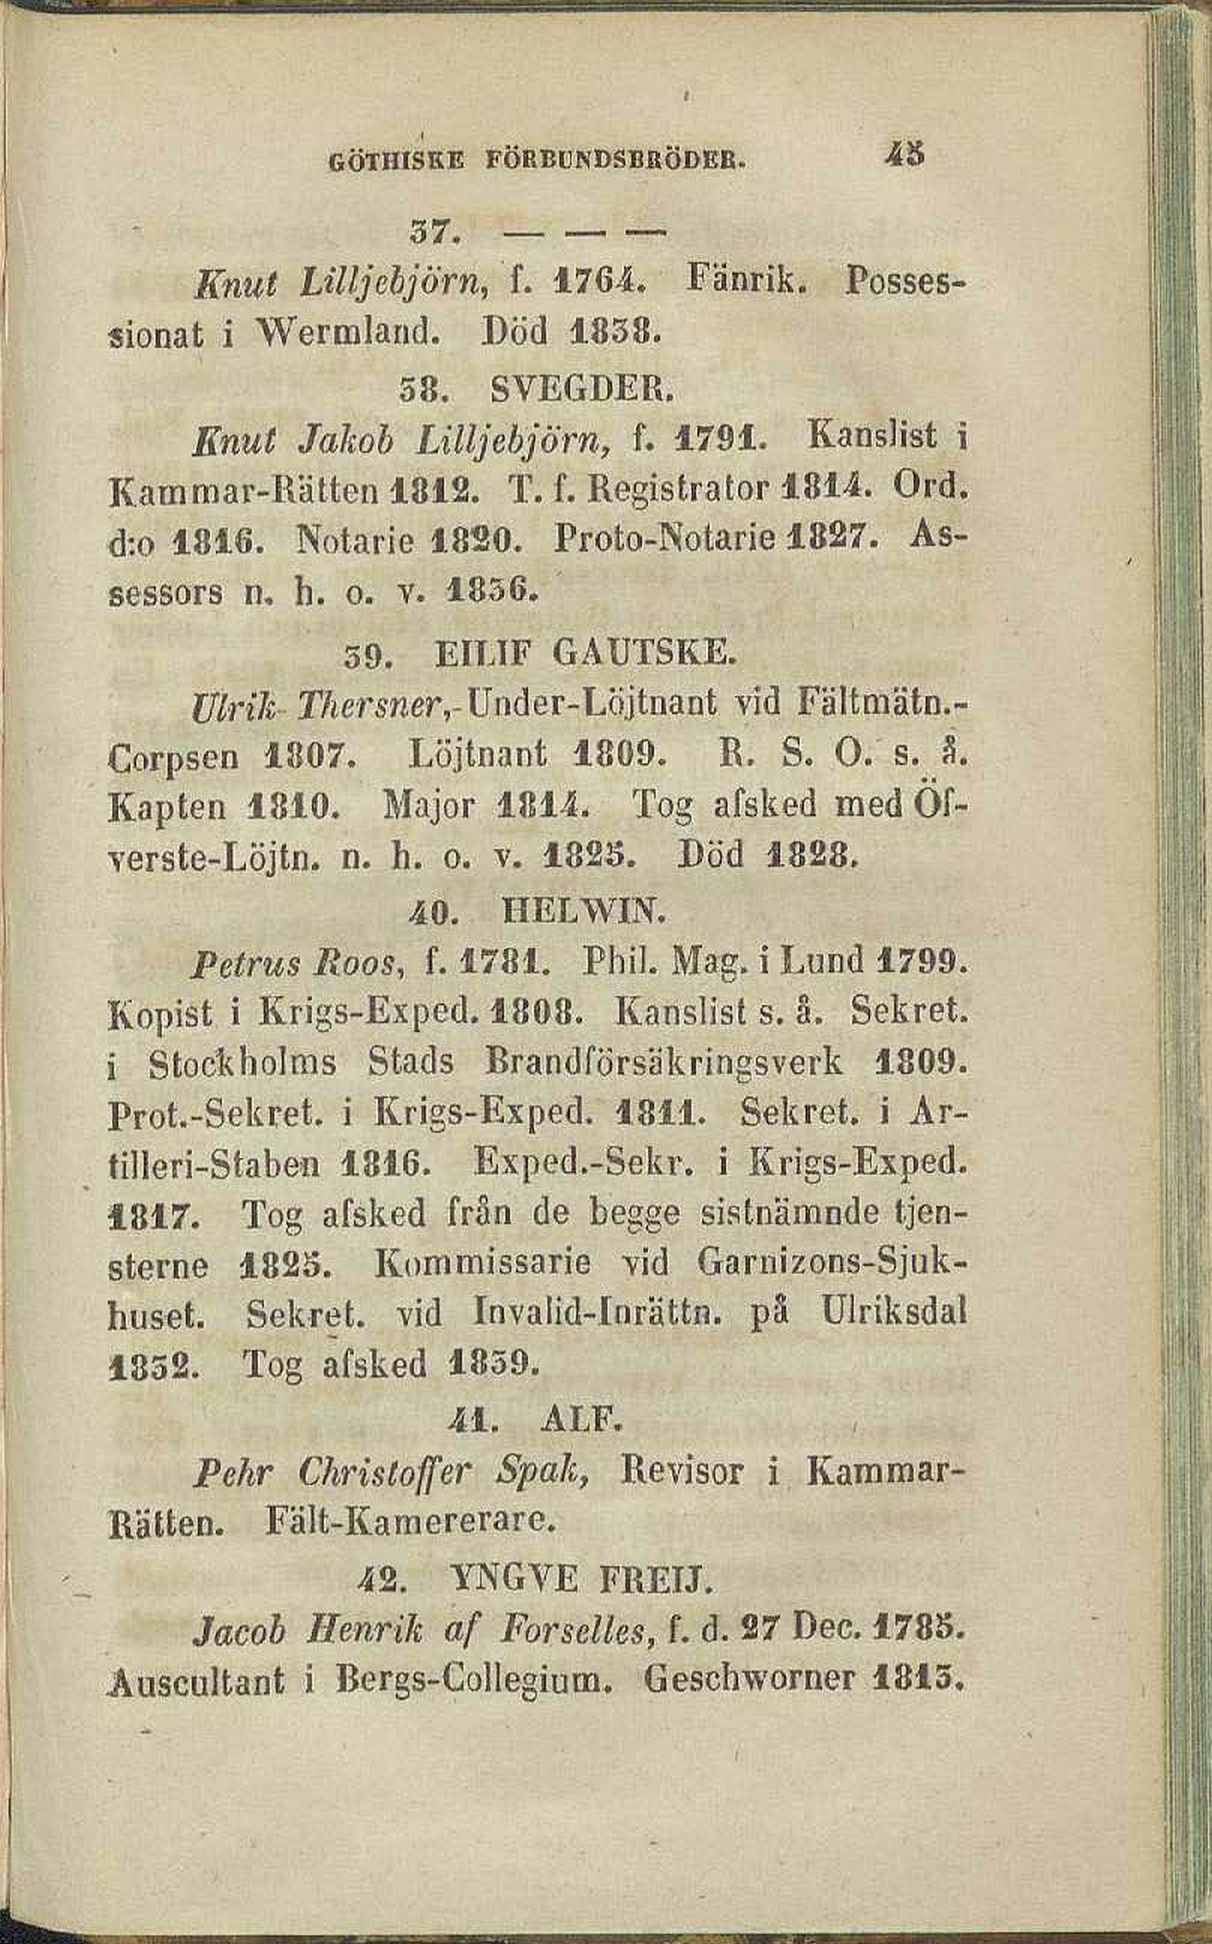 GÖTHISKE FÖRBUNDSBRÖDER. 45
37. — — —
Knut Lilljebjörn, f. 1764. Fänrik. Posses-
sionat i Wermland. Död 1838.
38. SVEGDER.
Knut Jakob Lilljebjörn, f. 1791. Kanslist i
Kammar-Rätten 1812. T. f. Registrator 1814. Ord.
d:o 1816. Notarie 1820. Proto-Notarie 1827. As-
sessors n. h. o. v. 1836.
39. EILIF GAUTSKE.
Ulrik Thersner, Under-Löjtnant vid Fältmätn.-
Corpsen 1807. Löjtnant 1809. R. S. O. s. å.
Kapten 1810. Major 1814. Tog afsked med Öf-
verste-Löjtn. n. h. o. v. 1825. Död 1828.
40. HELWIN.
Petrus Roos, f. 1781. Phil. Mag. i Lund 1799.
Kopist i Krigs-Exped. 1808. Kanslist s. å. Sekret.
i Stockholms Stads Brandförsäkringsverk 1809.
Prot.-Sekret. i Krigs-Exped. 1811. Sekret. i Ar-
tilleri-Staben 1816. Exped.-Sekr. i Krigs-Exped.
1817. Tog afsked från de begge sistnämnde tjen-
sterne 1825. Kommissarie vid Garnizons-Sjuk-
huset. Sekret. vid Invalid-Inrättn. på Ulriksdal
1832. Tog afsked 1839.
41. ALF.
Pehr Christoffer Spak, Revisor i Kammar-
Rätten. Fält-Kamererare.
42. YNGVE FREIJ.
Jacob Henrik af Forselles, f. d. 27 Dec. 1785.
Auscultant i Bergs-Collegium. Geschworner 1813.